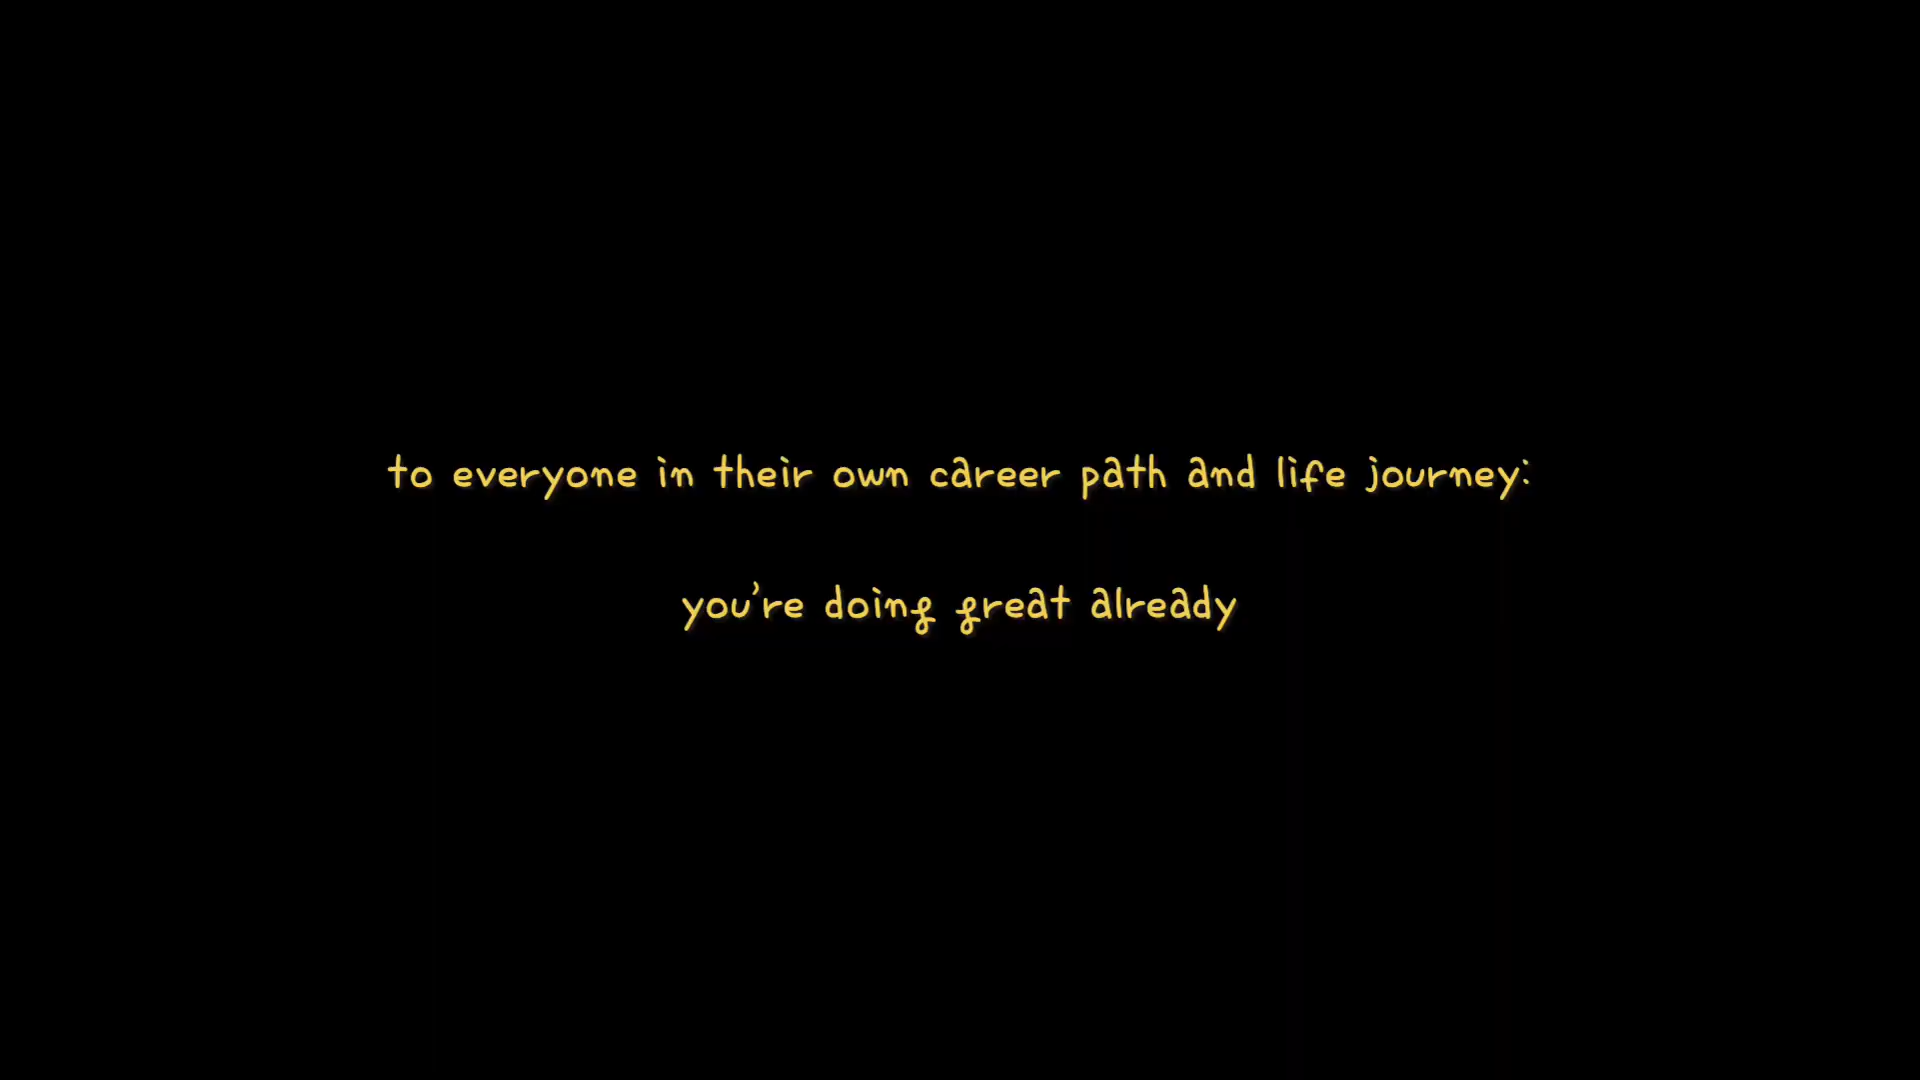 to everyone in their own career path and life journey:
you're doing great already